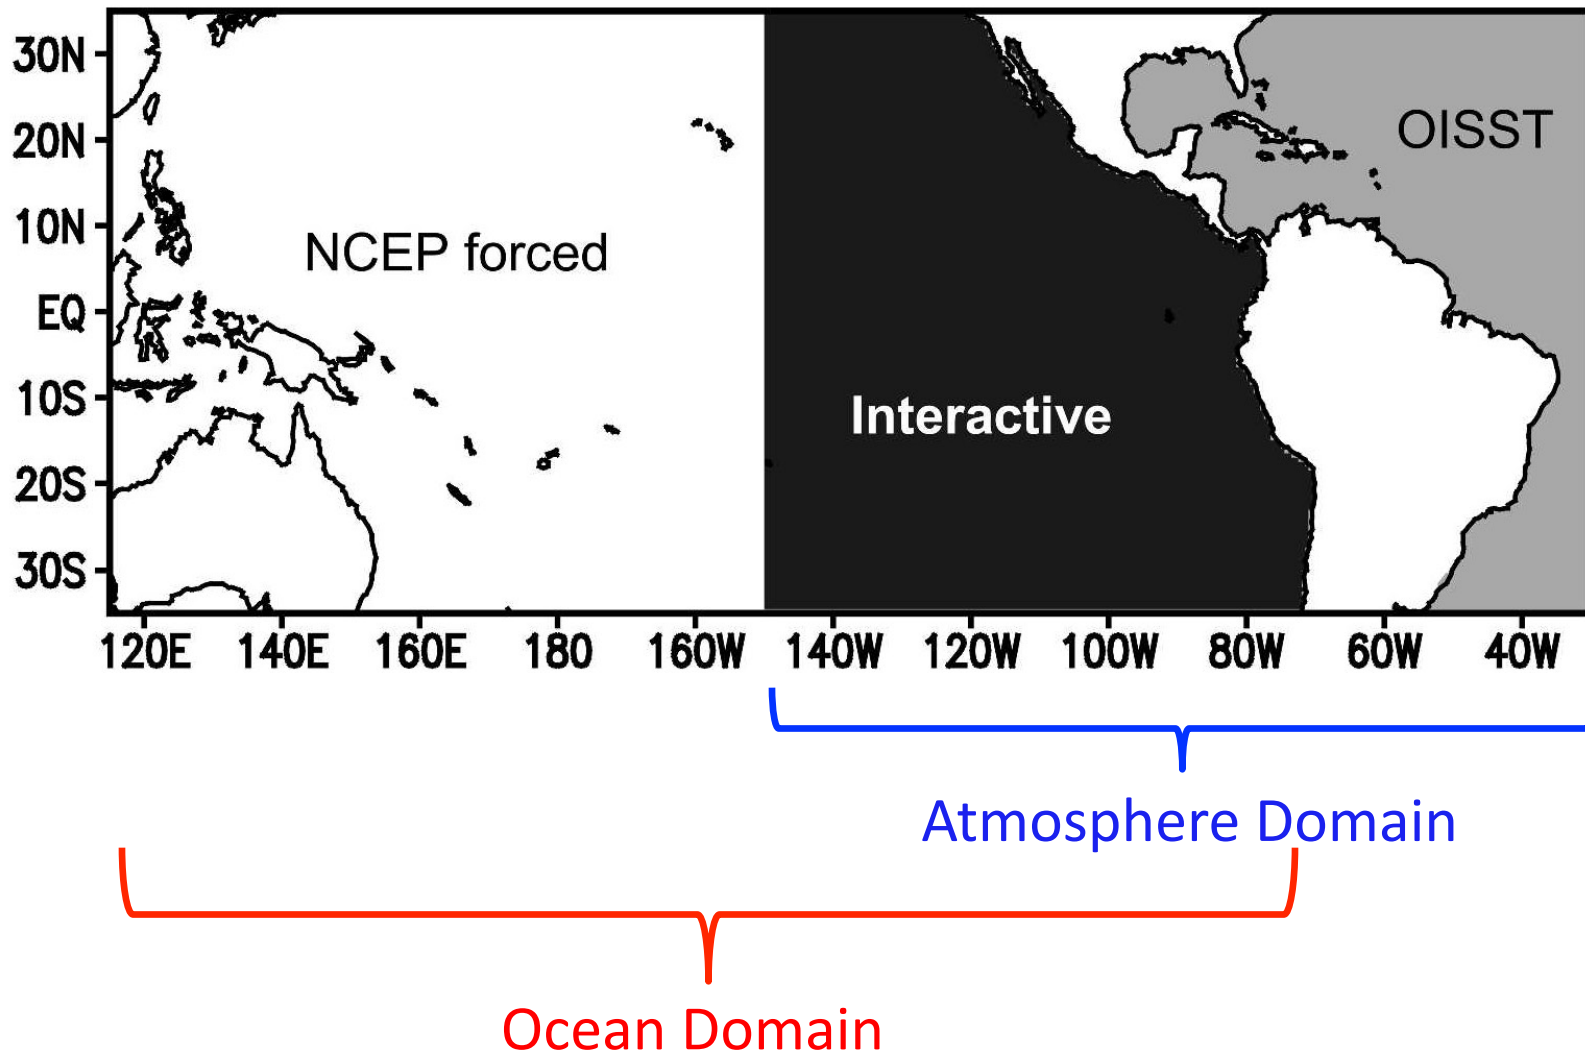 30N
20N
10N
EQ
10S
20S
30S
OISST
NCEP forced
Interactive
120E 140E 160E 180 160W 140W 120W 100W 80W 60W 40W
Atmosphere Domain
Ocean Domain